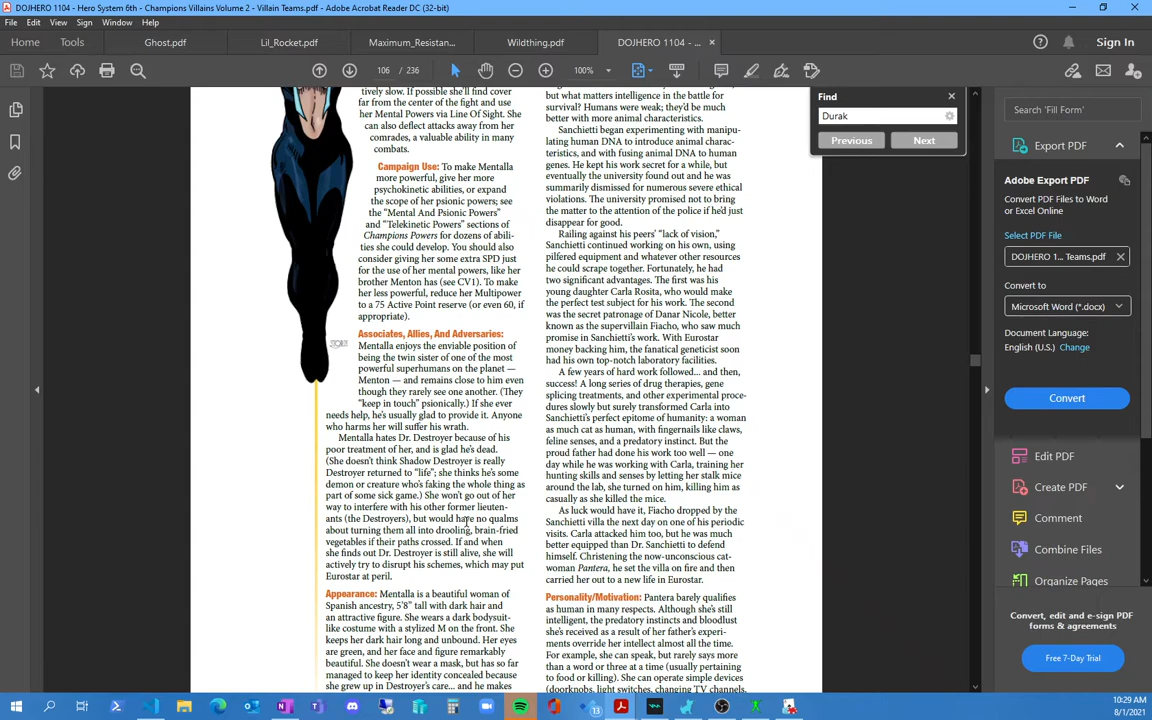 DOJHERO 1104 - Hero System 6th - Champions Villains Volume 2 - Villain Teams.pdf - Adobe Acrobat Reader DC (32-bit)
File Edit View Sign Window Help
Home Tools Ghost.pdf Lil_Rocket.pdf Maximum_Resistan... Wildthing.pdf DOJHERO 1104 - ... × Sign In
106 / 236 100%
tively slow. If possible she'll find cover
far from the center of the fight and use
her Mental Powers via Line Of Sight. She
can also deflect attacks away from her
comrades, a valuable ability in many
combats.
Campaign Use: To make Mentalla
more powerful, give her more
psychokinetic abilities, or expand
the scope of her psionic powers; see
the "Mental And Psionic Powers"
and "Telekinetic Powers" sections of
Champions Powers for dozens of abili-
ties she could develop. You should also
consider giving her some extra SPD just
for the use of her mental powers, like her
brother Menton has (see CV1). To make
her less powerful, reduce her Multipower
to a 75 Active Point reserve (or even 60, if
appropriate).
Associates, Allies, And Adversaries:
Mentalla enjoys the enviable position of
being the twin sister of one of the most
powerful superhumans on the planet —
Menton — and remains close to him even
though they rarely see one another. (They
"keep in touch" psionically.) If she ever
needs help, he's usually glad to provide it. Anyone
who harms her will suffer his wrath.
Mentalla hates Dr. Destroyer because of his
poor treatment of her, and is glad he's dead.
(She doesn't think Shadow Destroyer is really
Destroyer returned to "life"; she thinks he's some
demon or creature who's faking the whole thing as
part of some sick game.) She won't go out of her
way to interfere with his other former lieuten-
ants (the Destroyers), but would have no qualms
about turning them all into drooling, brain-fried
vegetables if their paths crossed. If and when
she finds out Dr. Destroyer is still alive, she will
actively try to disrupt his schemes, which may put
Eurostar at peril.
Appearance: Mentalla is a beautiful woman of
Spanish ancestry, 5'8" tall with dark hair and
an attractive figure. She wears a dark bodysuit-
like costume with a stylized M on the front. She
keeps her dark hair long and unbound. Her eyes
are green, and her face and figure remarkably
beautiful. She doesn't wear a mask, but has so far
managed to keep her identity concealed because
she grew up in Destroyer's care... and he makes
but what matters intelligence in the battle for
survival? Humans were weak; they'd be much
better with more animal characteristics.
Sanchietti began experimenting with manipu-
lating human DNA to introduce animal charac-
teristics, and with fusing animal DNA to human
genes. He kept his work secret for a while, but
eventually the university found out and he was
summarily dismissed for numerous severe ethical
violations. The university promised not to bring
the matter to the attention of the police if he'd just
disappear for good.
Railing against his peers' "lack of vision,"
Sanchietti continued working on his own, using
pilfered equipment and whatever other resources
he could scrape together. Fortunately, he had
two significant advantages. The first was his
young daughter Carla Rosita, who would make
the perfect test subject for his work. The second
was the secret patronage of Danar Nicole, better
known as the supervillain Fiacho, who saw much
promise in Sanchietti's work. With Eurostar
money backing him, the fanatical geneticist soon
had his own top-notch laboratory facilities.
A few years of hard work followed... and then,
success! A long series of drug therapies, gene
splicing treatments, and other experimental proce-
dures slowly but surely transformed Carla into
Sanchietti's perfect epitome of humanity: a woman
as much cat as human, with fingernails like claws,
feline senses, and a predatory instinct. But the
proud father had done his work too well — one
day while he was working with Carla, training her
hunting skills and senses by letting her stalk mice
around the lab, she turned on him, killing him as
casually as she killed the mice.
As luck would have it, Fiacho dropped by the
Sanchietti villa the next day on one of his periodic
visits. Carla attacked him too, but he was much
better equipped than Dr. Sanchietti to defend
himself. Christening the now-unconscious cat-
woman Pantera, he set the villa on fire and then
carried her out to a new life in Eurostar.
Personality/Motivation: Pantera barely qualifies
as human in many respects. Although she's still
intelligent, the predatory instincts and bloodlust
she's received as a result of her father's experi-
ments override her intellect almost all the time.
For example, she can speak, but rarely says more
than a word or three at a time (usually pertaining
to food or killing). She can operate simple devices
(doorknobs, light switches, changing TV channels,
Find
Durak
Previous Next
Search 'Fill Form'
Export PDF
Adobe Export PDF
Convert PDF Files to Word
or Excel Online
Select PDF File
DOJHERO 1... Teams.pdf
Convert to
Microsoft Word (*.docx)
Document Language:
English (U.S.) Change
Convert
Edit PDF
Create PDF
Comment
Combine Files
Organize Pages
Convert, edit and e-sign PDF
forms & agreements
Free 7-Day Trial
13
10:29 AM
8/1/2021